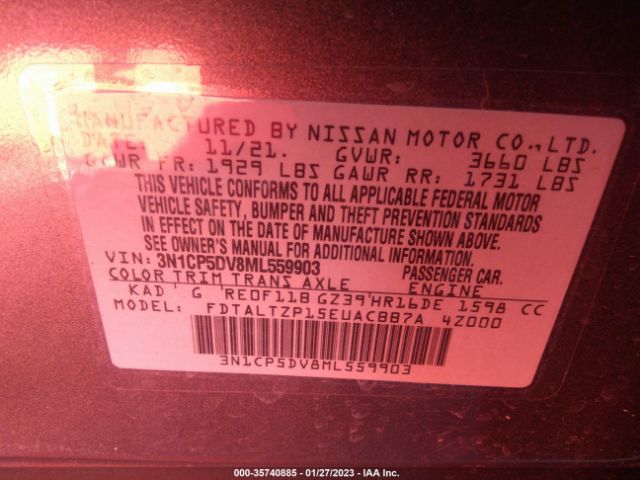 MANUFACTURED BY NISSAN MOTOR CO., LTD.
DATE: 11/21. GVWR: 3660 LBS
GVWR FR: 1929 LBS GAWR RR: 1731 LBS
THIS VEHICLE CONFORMS TO ALL APPLICABLE FEDERAL MOTOR
VEHICLE SAFETY, BUMPER AND THEFT PREVENTION STANDARDS
IN EFFECT ON THE DATE OF MANUFACTURE SHOWN ABOVE.
SEE OWNER'S MANUAL FOR ADDITIONAL INFORMATION.
VIN: 3N1CP5DV8ML559903 PASSENGER CAR.
COLOR TRIM TRANS AXLE ENGINE
KAD G RE0F11B GZ39 HR16DE 1598 CC
MODEL: FDTALTZP15EUAC887A 4Z000
3N1CP5DV8ML559903
000-35740885 - 01/27/2023 - IAA Inc.